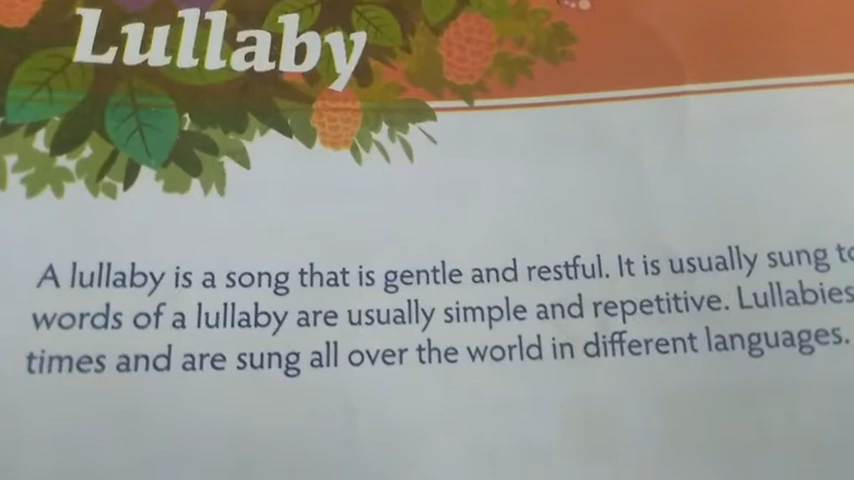 Lullaby
A lullaby is a song that is gentle and restful. It is usually sung
words of a lullaby are usually simple and repetitive. Lullabies
times and are sung all over the world in different languages.